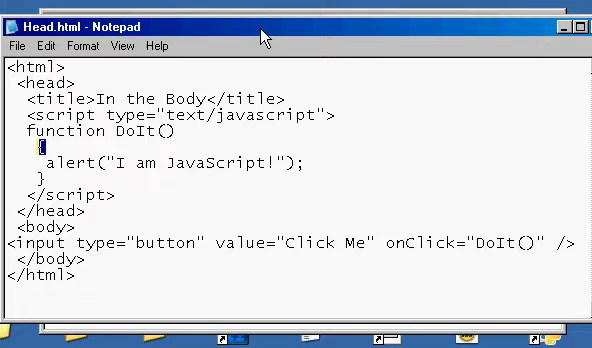 Head.html - Notepad
File Edit Format View Help
<html>
<head>
<title>In the Body</title>
<script type="text/javascript">
function DoIt()
{
alert("I am JavaScript!");
}
</script>
</head>
<body>
<input type="button" value="Click Me" onClick="DoIt()" />
</body>
</html>